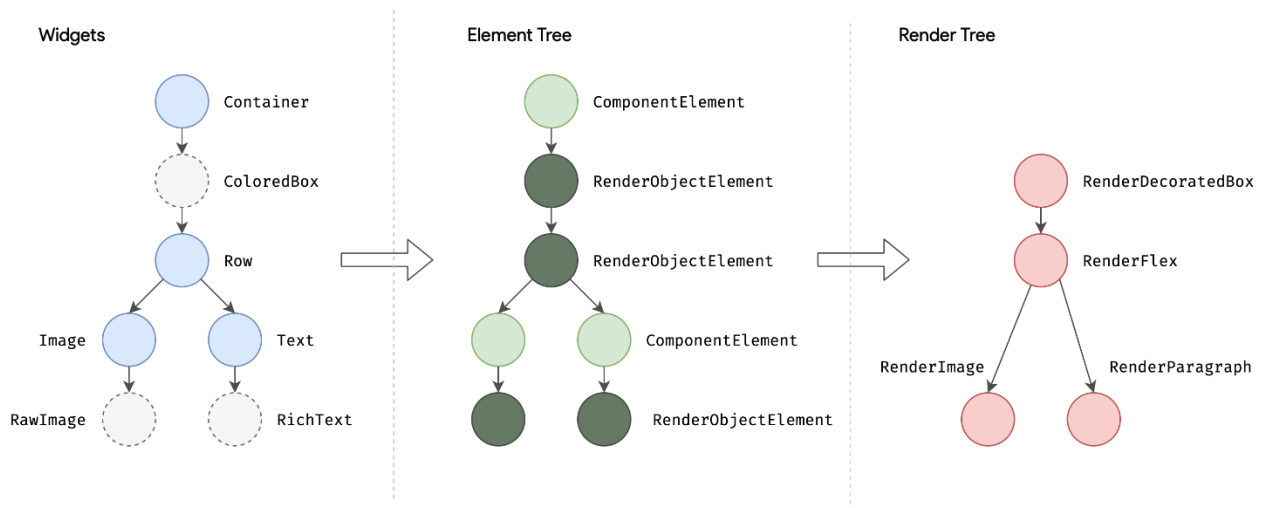 Widgets
Element Tree
Render Tree
Container
ComponentElement
ColoredBox
RenderObjectElement
RenderDecoratedBox
Row
RenderObjectElement
RenderFlex
Image
Text
ComponentElement
RenderImage
RenderParagraph
RawImage
RichText
RenderObjectElement